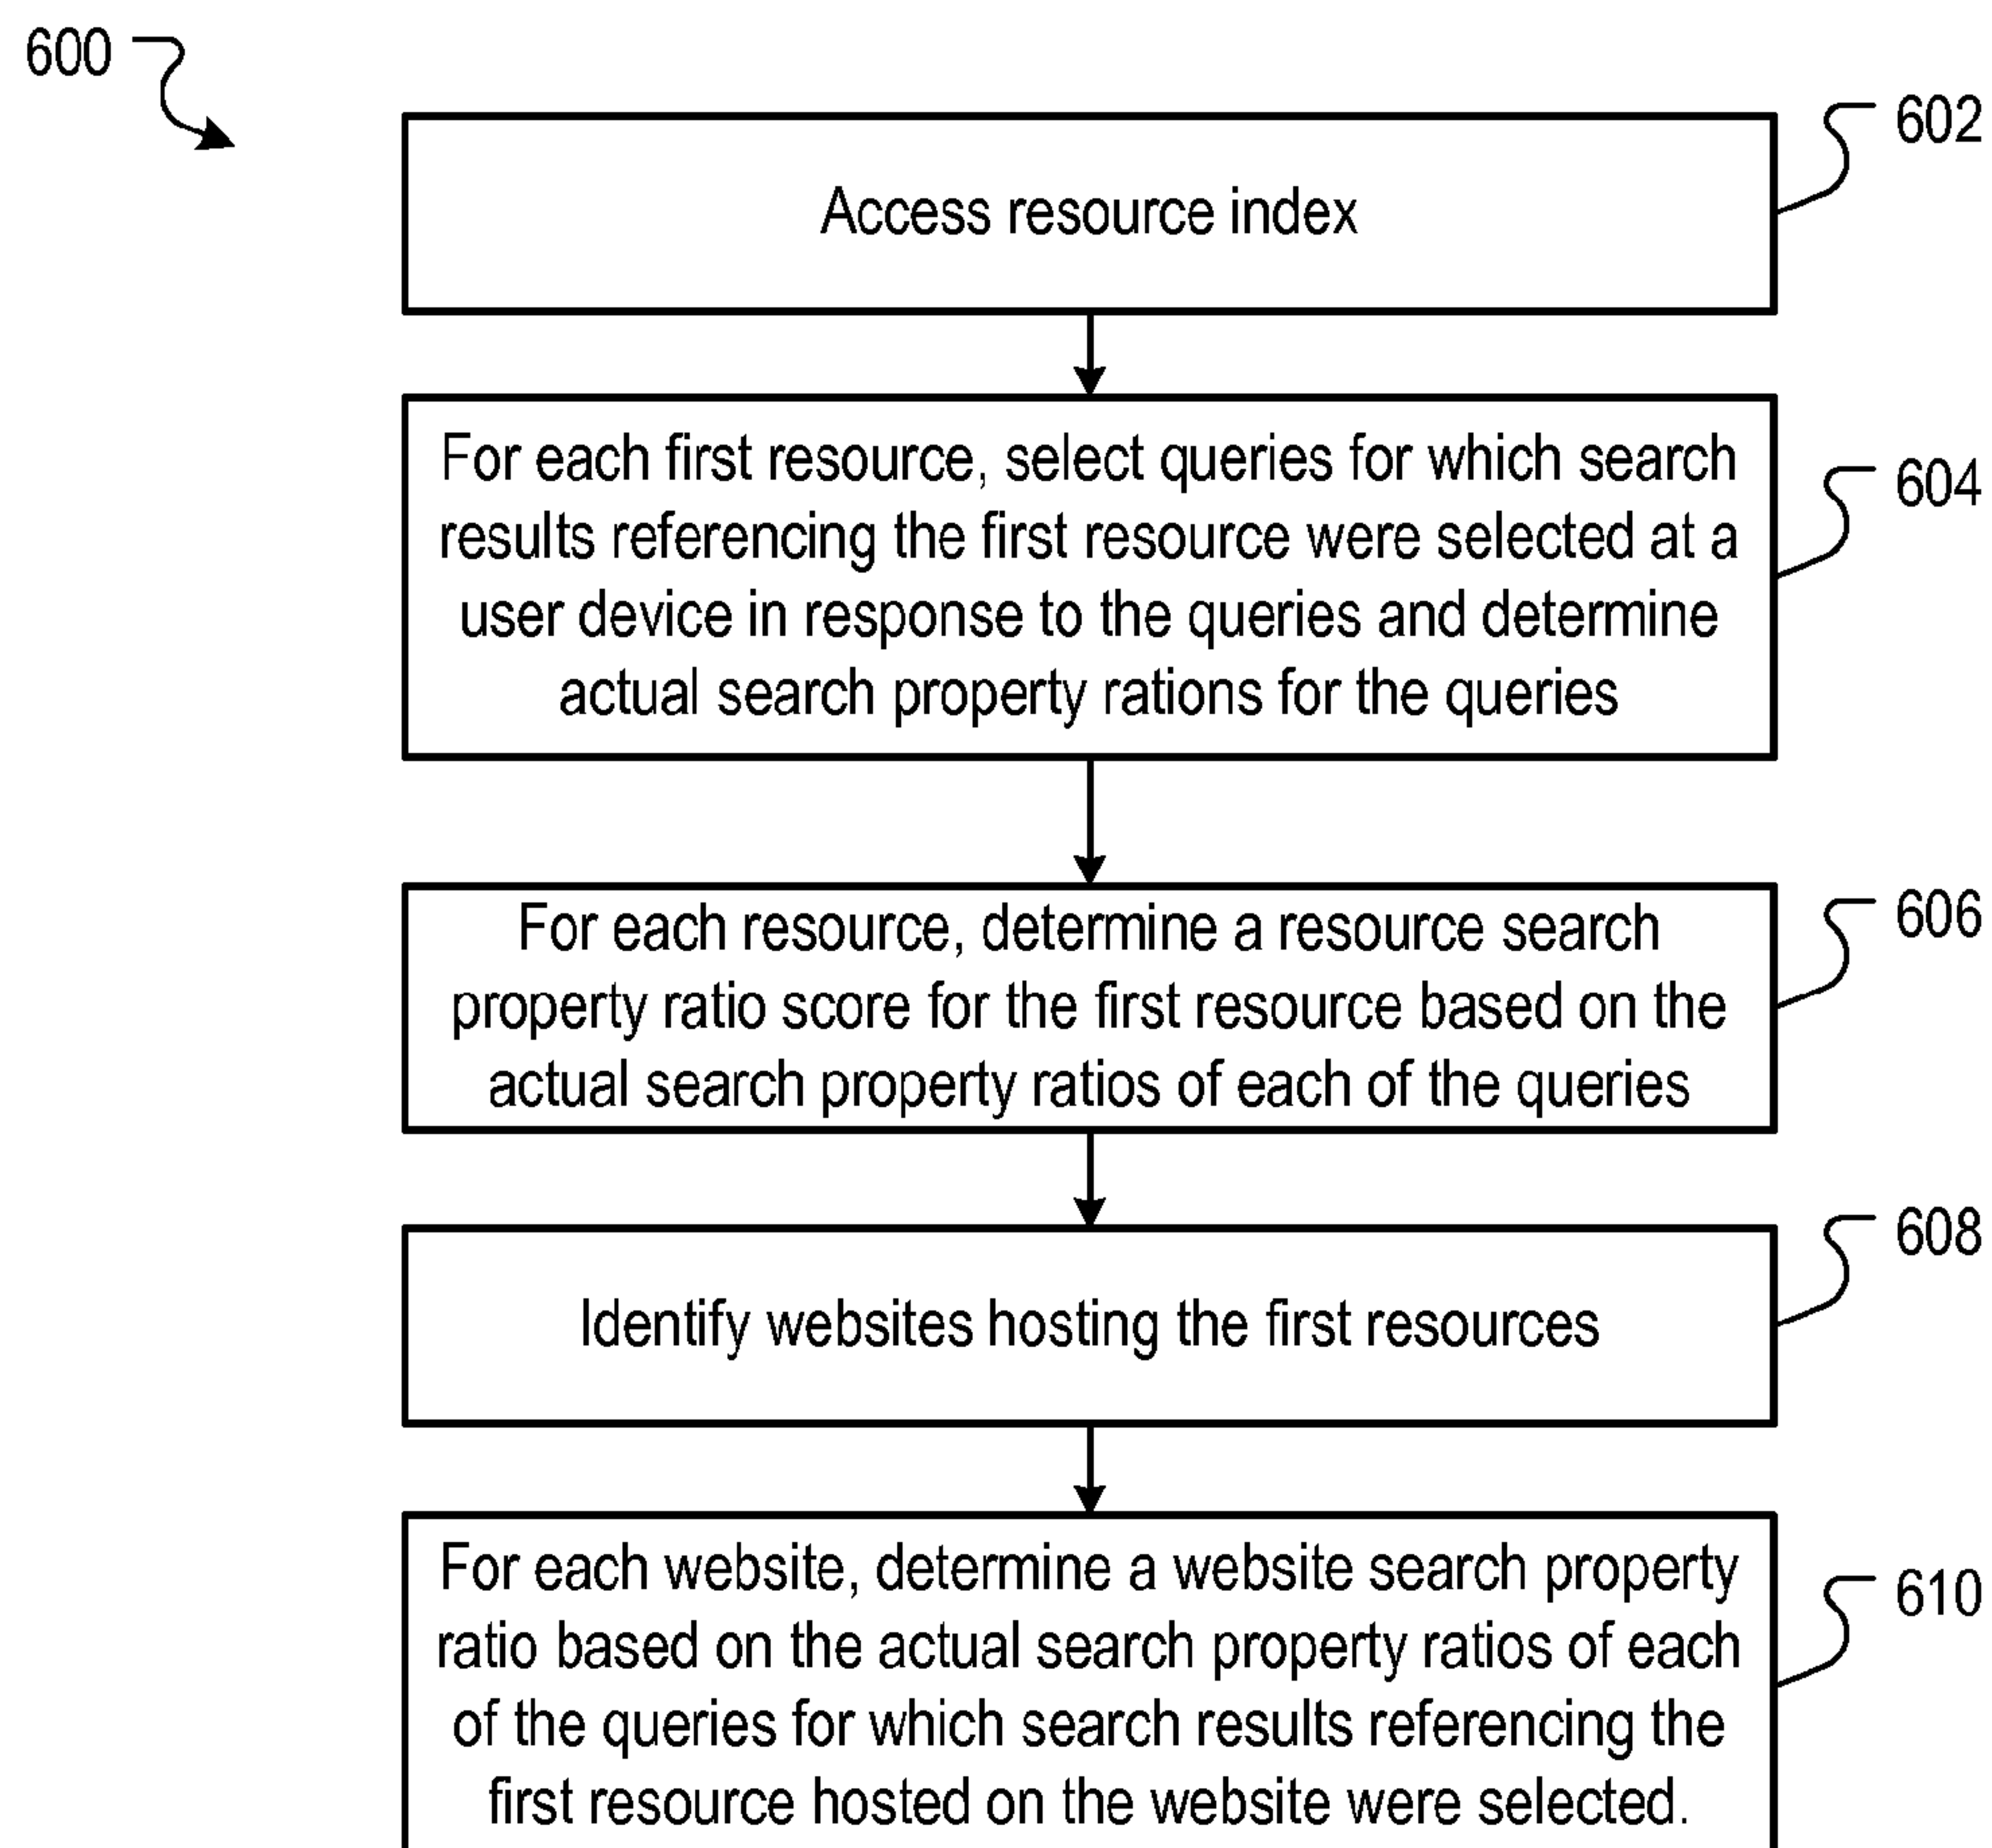 600
602
Access resource index
604
For each first resource, select queries for which search
results referencing the first resource were selected at a
user device in response to the queries and determine
actual search property rations for the queries
606
For each resource, determine a resource search
property ratio score for the first resource based on the
actual search property ratios of each of the queries
608
Identify websites hosting the first resources
610
For each website, determine a website search property
ratio based on the actual search property ratios of each
of the queries for which search results referencing the
first resource hosted on the website were selected.